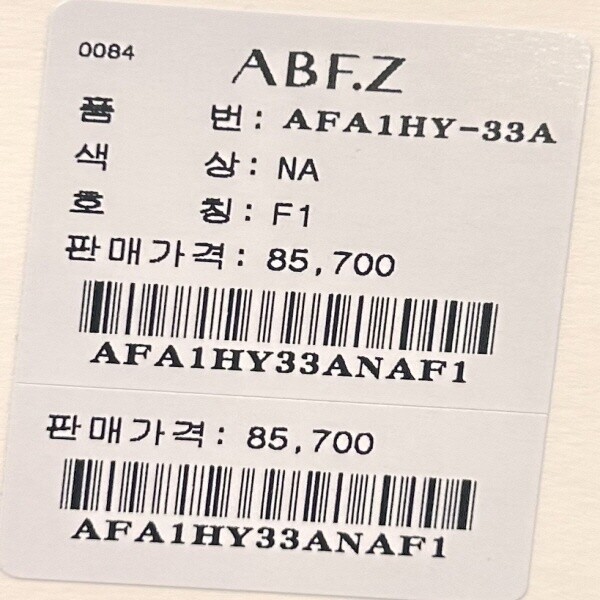 0084
ABF.Z
품 번: AFA1HY-33A
색 상: NA
호 칭: F1
판매가격: 85,700
AFA1HY33ANAF1
판매가격: 85,700
AFA1HY33ANAF1